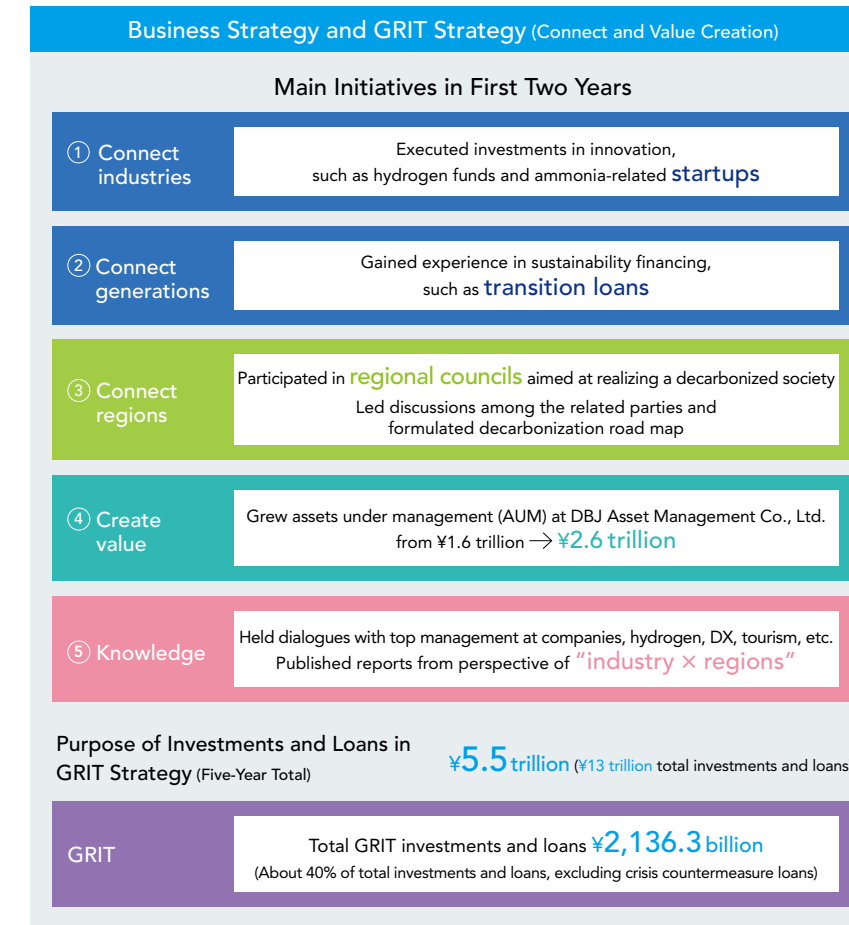 Business Strategy and GRIT Strategy (Connect and Value Creation)
Main Initiatives in First Two Years
① Connect
industries
Executed investments in innovation,
such as hydrogen funds and ammonia-related startups
② Connect
generations
Gained experience in sustainability financing,
such as transition loans
③ Connect
regions
Participated in regional councils aimed at realizing a decarbonized society
Led discussions among the related parties and
formulated decarbonization road map
④ Create
value
Grew assets under management (AUM) at DBJ Asset Management Co., Ltd.
from ¥1.6 trillion → ¥2.6 trillion
⑤ Knowledge
Held dialogues with top management at companies, hydrogen, DX, tourism, etc.
Published reports from perspective of “industry × regions”
Purpose of Investments and Loans in
GRIT Strategy (Five-Year Total)
¥5.5 trillion (¥13 trillion total investments and loans
GRIT
Total GRIT investments and loans ¥2,136.3 billion
(About 40% of total investments and loans, excluding crisis countermeasure loans)